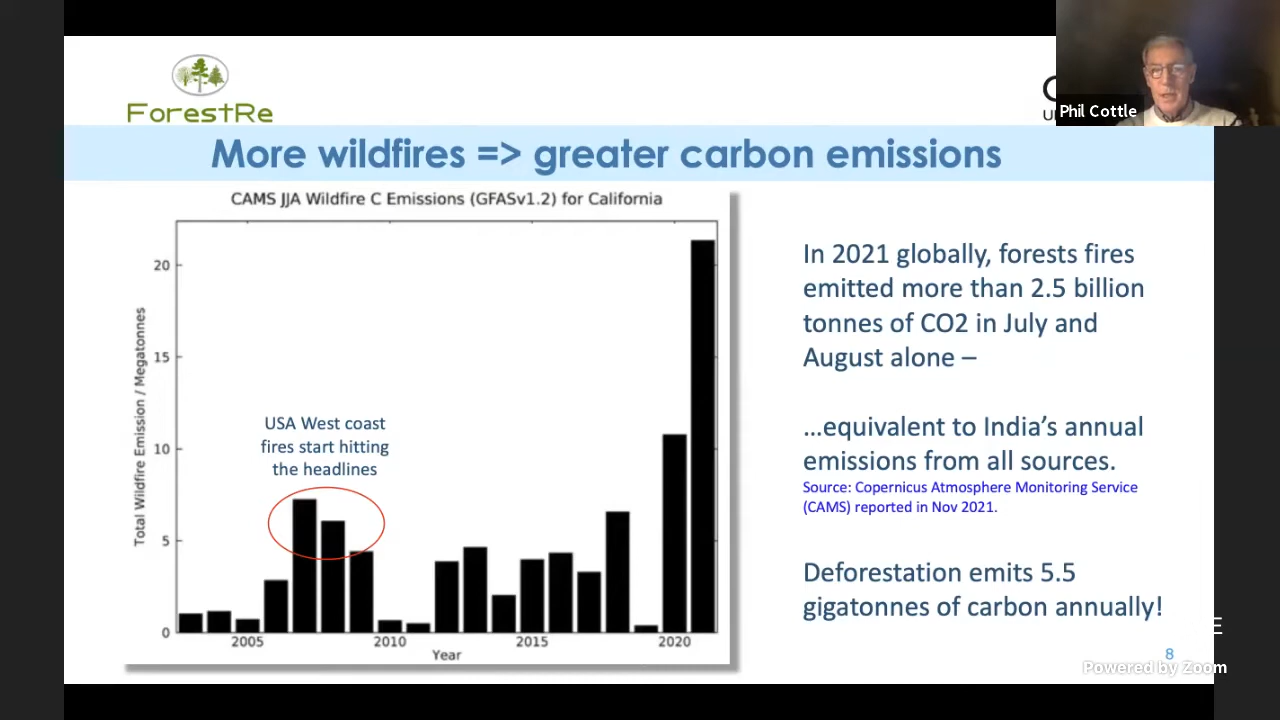 ForestRe
Phil Cottle
More wildfires => greater carbon emissions
CAMS JJA Wildfire C Emissions (GFASv1.2) for California
Total Wildfire Emission / Megatonnes
20
15
10
5
0
USA West coast
fires start hitting
the headlines
2005
2010
2015
2020
Year
In 2021 globally, forests fires
emitted more than 2.5 billion
tonnes of CO2 in July and
August alone –
...equivalent to India’s annual
emissions from all sources.
Source: Copernicus Atmosphere Monitoring Service
(CAMS) reported in Nov 2021.
Deforestation emits 5.5
gigatonnes of carbon annually!
8
Powered by Zoom